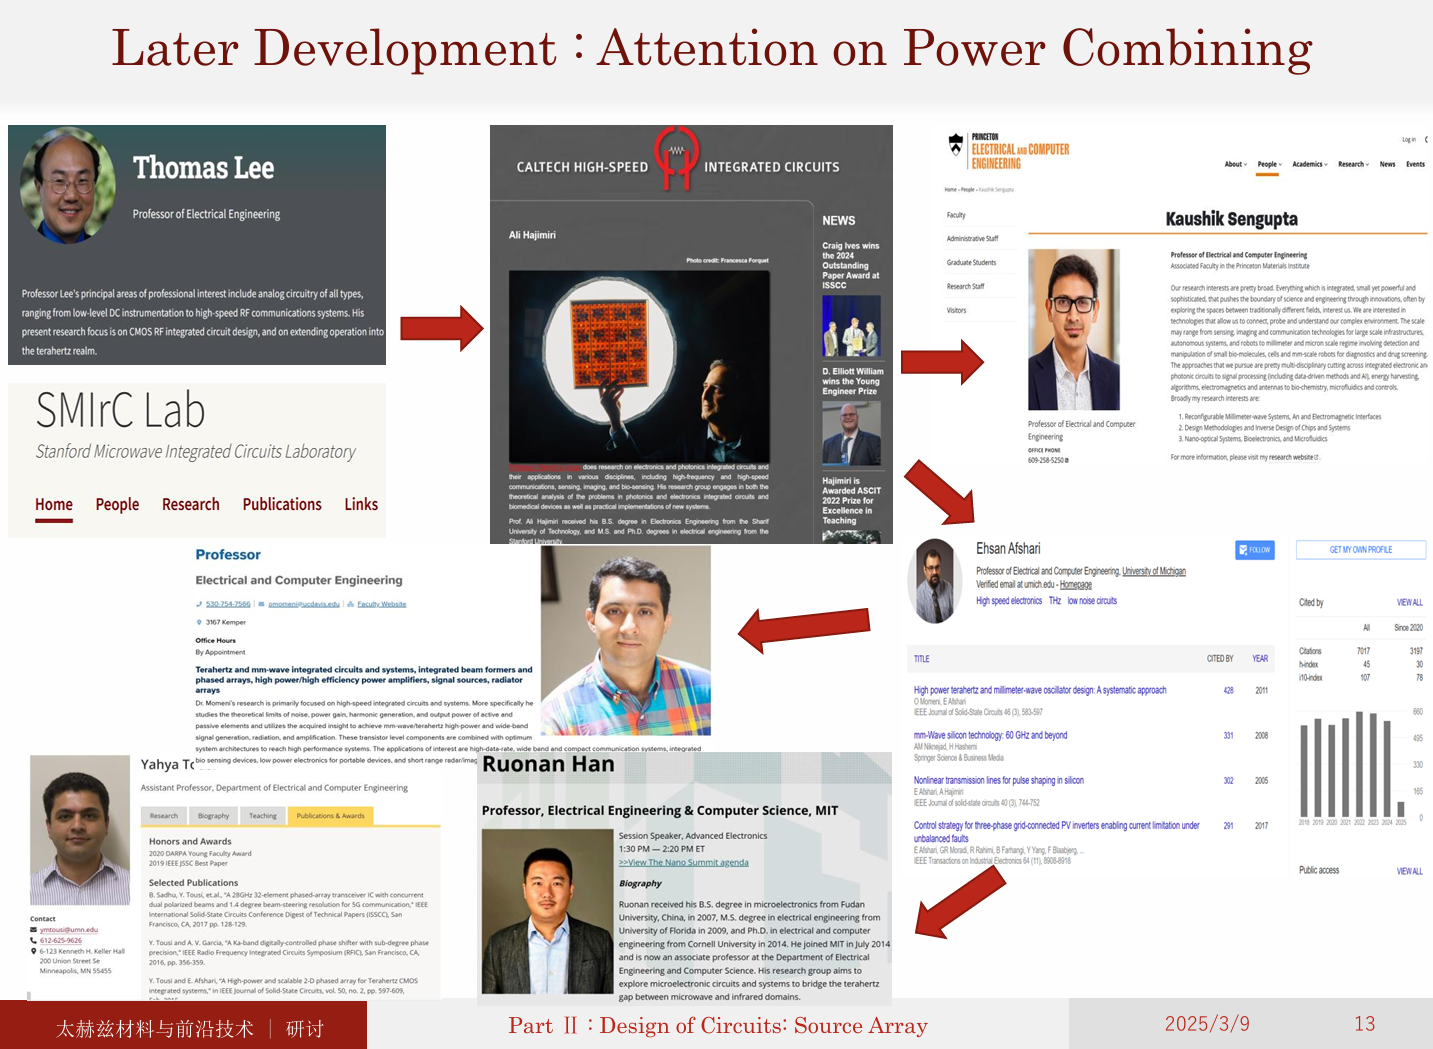 Later Development : Attention on Power Combining
Thomas Lee
Professor of Electrical Engineering
Professor Lee's principal areas of professional interest include analog circuitry of all types,
ranging from low-level DC instrumentation to high-speed RF communications systems. His
present research focus is on CMOS RF integrated circuit design, and on extending operation into
the terahertz realm.
SMIrC Lab
Stanford Microwave Integrated Circuits Laboratory
Home People Research Publications Links
CALTECH HIGH-SPEED INTEGRATED CIRCUITS
Ali Hajimiri
Photo credit: Francesca Forquet
does research on electronics and photonics integrated circuits and
their applications in various disciplines, including high-frequency and high-speed
communications, sensing, imaging, and bio-sensing. His research group engages in both the
theoretical analysis of the problems in photonics and electronics integrated circuits and
biomedical devices as well as practical implementations of new systems.
Prof. Ali Hajimiri received his B.S. degree in Electronics Engineering from the Sharif
University of Technology, and M.S. and Ph.D. degrees in electrical engineering from the
Stanford University.
NEWS
Craig Ives wins
the 2024
Outstanding
Paper Award at
ISSCC
D. Elliott William
wins the Young
Engineer Prize
Hajimiri is
Awarded ASCIT
2022 Prize for
Excellence in
Teaching
PRINCETON
ELECTRICAL AND COMPUTER
ENGINEERING
Log in
About People Academics Research News Events
Home » People » Kaushik Sengupta
Faculty
Administrative Staff
Graduate Students
Research Staff
Visitors
Kaushik Sengupta
Professor of Electrical and Computer
Engineering
OFFICE PHONE
609-258-5250
Professor of Electrical and Computer Engineering
Associated Faculty in the Princeton Materials Institute
Our research interests are pretty broad. Everything which is integrated, small yet powerful and
sophisticated, that pushes the boundary of science and engineering through innovations, often by
exploring the spaces between traditionally different fields, interest us. We are interested in
technologies that allow us to connect, probe and understand our complex environment. The scale
may range from sensing, imaging and communication technologies for large scale infrastructures,
autonomous systems, and robots to millimeter and micron scale regime involving detection and
manipulation of small bio-molecules, cells and mm-scale robots for diagnostics and drug screening.
The approaches that we pursue are pretty multi-disciplinary cutting across integrated electronic an
photonic circuits to signal processing (including data-driven methods and AI), energy harvesting,
algorithms, electromagnetics and antennas to bio-chemistry, microfluidics and controls.
Broadly my research interests are:
1. Reconfigurable Millimeter-wave Systems, An and Electromagnetic Interfaces
2. Design Methodologies and Inverse Design of Chips and Systems
3. Nano-optical Systems, Bioelectronics, and Microfluidics
For more information, please visit my research website.
Professor
Electrical and Computer Engineering
530-754-7566 | pmomeni@ucdavis.edu | Faculty Website
3167 Kemper
Office Hours
By Appointment
Terahertz and mm-wave integrated circuits and systems, integrated beam formers and
phased arrays, high power/high efficiency power amplifiers, signal sources, radiator
arrays
Dr. Momeni's research is primarily focused on high-speed integrated circuits and systems. More specifically he
studies the theoretical limits of noise, power gain, harmonic generation, and output power of active and
passive elements and utilizes the acquired insight to achieve mm-wave/terahertz high-power and wide-band
signal generation, radiation, and amplification. These transistor level components are combined with optimum
system architectures to reach high performance systems. The applications of interest are high-data-rate, wide band and compact communication systems, integrated
bio sensing devices, low power electronics for portable devices, and short range radar/imag
Ehsan Afshari
Professor of Electrical and Computer Engineering, University of Michigan
Verified email at umich.edu - Homepage
High speed electronics THz low noise circuits
FOLLOW
GET MY OWN PROFILE
TITLE CITED BY YEAR
High power terahertz and millimeter-wave oscillator design: A systematic approach 428 2011
O Momeni, E Afshari
IEEE Journal of Solid-State Circuits 46 (3), 583-597
mm-Wave silicon technology: 60 GHz and beyond 331 2008
AM Niknejad, H Hashemi
Springer Science & Business Media
Nonlinear transmission lines for pulse shaping in silicon 302 2005
E Afshari, A Hajimiri
IEEE Journal of solid-state circuits 40 (3), 744-752
Control strategy for three-phase grid-connected PV inverters enabling current limitation under 291 2017
unbalanced faults
E Afshari, GR Moradi, R Rahimi, B Farhangi, Y Yang, F Blaabjerg, ...
IEEE Transactions on Industrial Electronics 64 (11), 8908-8918
Cited by VIEW ALL
All Since 2020
Citations 7017 3197
h-index 45 30
i10-index 107 78
660
495
330
165
0
2018 2019 2020 2021 2022 2023 2024 2025
Public access VIEW ALL
Yahya To
Assistant Professor, Department of Electrical and Computer Engineering
Research Biography Teaching Publications & Awards
Honors and Awards
2020 DARPA Young Faculty Award
2019 IEEE JSSC Best Paper
Selected Publications
B. Sadhu, Y. Tousi, et.al., "A 28GHz 32-element phased-array transceiver IC with concurrent
dual polarized beams and 1.4 degree beam-steering resolution for 5G communication," IEEE
International Solid-State Circuits Conference Digest of Technical Papers (ISSCC), San
Francisco, CA, 2017 pp. 128-129.
Y. Tousi and A. V. Garcia, "A Ka-band digitally-controlled phase shifter with sub-degree phase
precision," IEEE Radio Frequency Integrated Circuits Symposium (RFIC), San Francisco, CA,
2016, pp. 356-359.
Y. Tousi and E. Afshari, "A High-power and scalable 2-D phased array for Terahertz CMOS
integrated systems," in IEEE Journal of Solid-State Circuits, vol. 50, no. 2, pp. 597-609,
Feb. 2015
Contact
ymtousi@umn.edu
612-625-9626
6-123 Kenneth H. Keller Hall
200 Union Street Se
Minneapolis, MN 55455
Ruonan Han
Professor, Electrical Engineering & Computer Science, MIT
Session Speaker, Advanced Electronics
1:30 PM — 2:20 PM ET
>>View The Nano Summit agenda
Biography
Ruonan received his B.S. degree in microelectronics from Fudan
University, China, in 2007, M.S. degree in electrical engineering from
University of Florida in 2009, and Ph.D. in electrical and computer
engineering from Cornell University in 2014. He joined MIT in July 2014
and is now an associate professor at the Department of Electrical
Engineering and Computer Science. His research group aims to
explore microelectronic circuits and systems to bridge the terahertz
gap between microwave and infrared domains.
太赫兹材料与前沿技术 | 研讨
Part Ⅱ : Design of Circuits: Source Array
2025/3/9
13